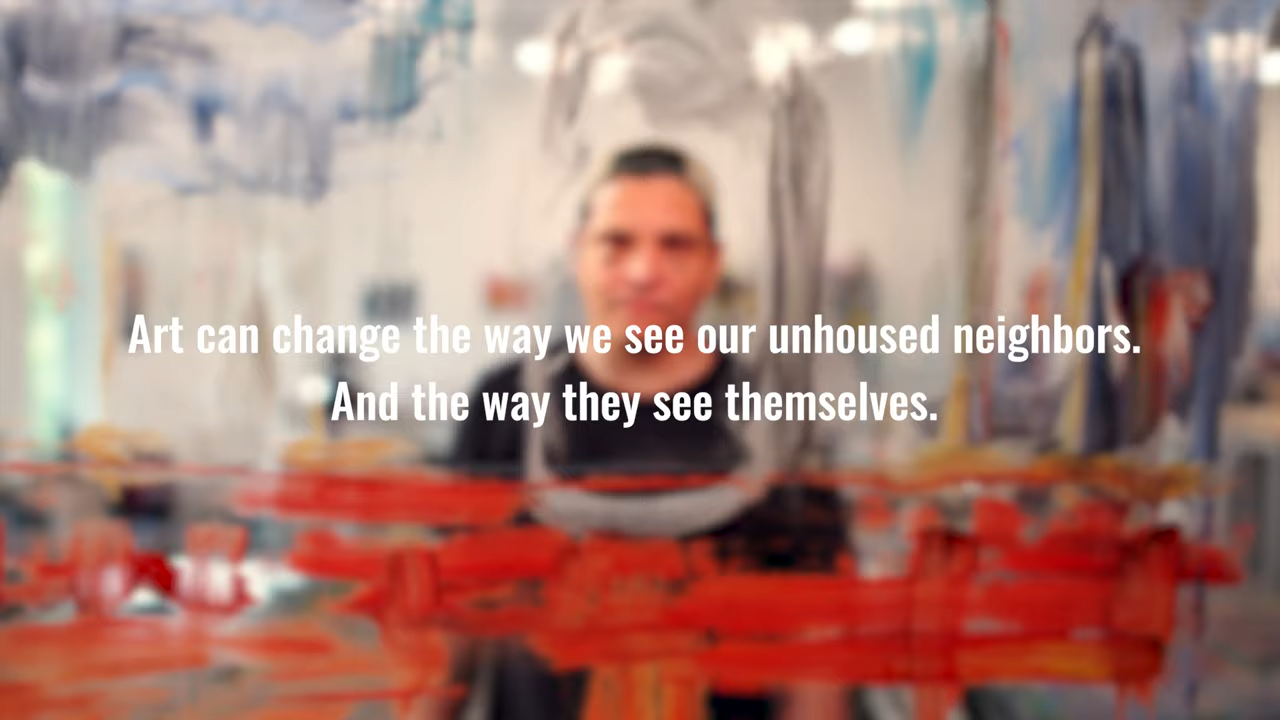 Art can change the way we see our unhoused neighbors.
And the way they see themselves.